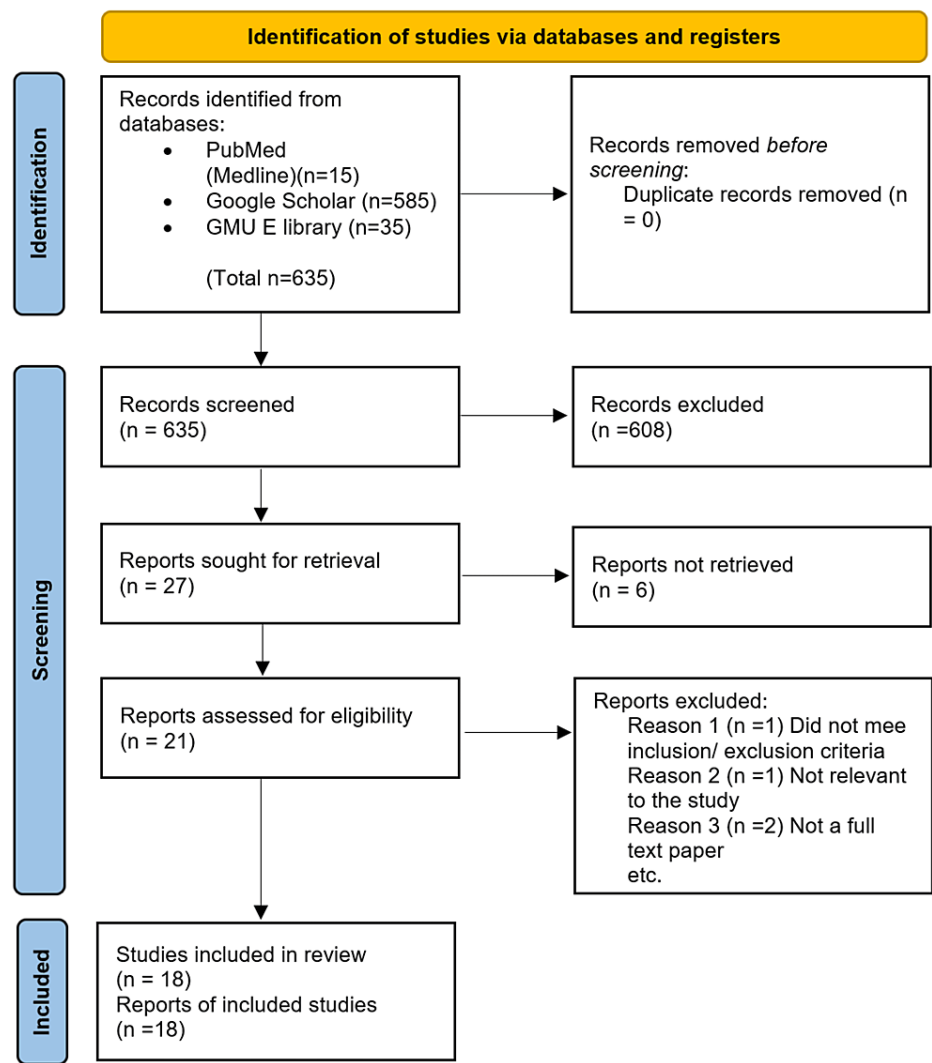 Identification of studies via databases and registers
Identification
Records identified from
databases:
• PubMed
(Medline)(n=15)
• Google Scholar (n=585)
• GMU E library (n=35)
(Total n=635)
Records removed before
screening:
Duplicate records removed (n
= 0)
Screening
Records screened
(n = 635)
Records excluded
(n =608)
Reports sought for retrieval
(n = 27)
Reports not retrieved
(n = 6)
Reports assessed for eligibility
(n = 21)
Reports excluded:
Reason 1 (n =1) Did not mee
inclusion/ exclusion criteria
Reason 2 (n =1) Not relevant
to the study
Reason 3 (n =2) Not a full
text paper
etc.
Included
Studies included in review
(n = 18)
Reports of included studies
(n =18)